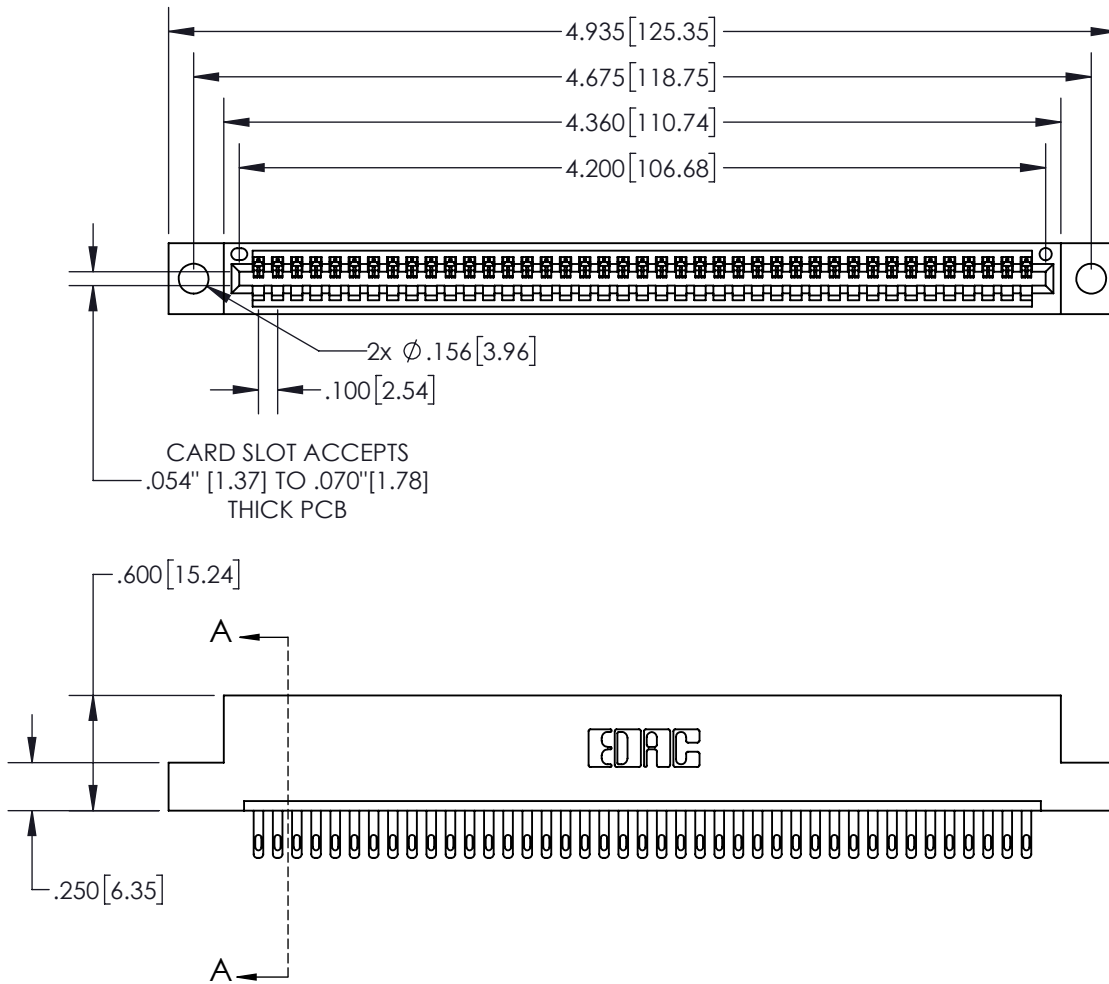 4.935[125.35]
4.675[118.75]
4.360[110.74]
4.200[106.68]
2x Ø.156[3.96]
.100[2.54]
CARD SLOT ACCEPTS
.054" [1.37] TO .070"[1.78]
THICK PCB
.600[15.24]
A
EDAC
.250[6.35]
A